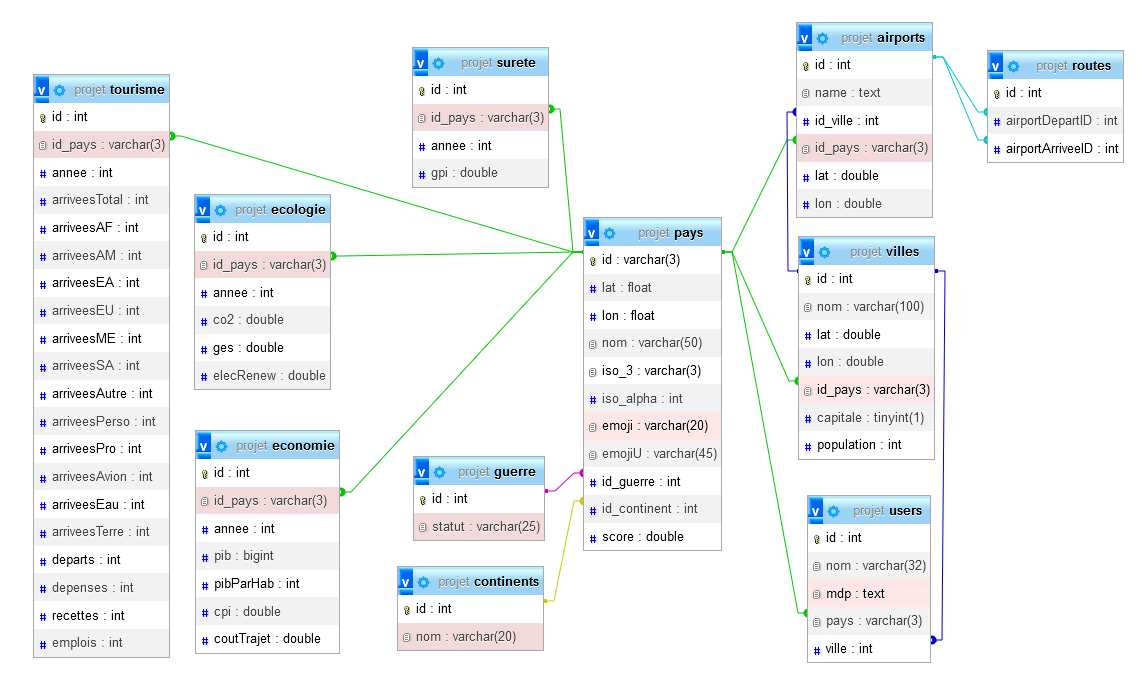 v projet tourisme
id : int
id_pays : varchar(3)
# annee : int
# arriveesTotal : int
# arriveesAF : int
# arriveesAM : int
# arriveesEA : int
# arriveesEU : int
# arriveesME : int
# arriveesSA : int
# arriveesAutre : int
# arriveesPerso : int
# arriveesPro : int
# arriveesAvion : int
# arriveesEau : int
# arriveesTerre : int
# departs : int
# depenses : int
# recettes : int
# emplois : int
v projet ecologie
id : int
id_pays : varchar(3)
# annee : int
# co2 : double
# ges : double
# elecRenew : double
v projet economie
id : int
id_pays : varchar(3)
# annee : int
# pib : bigint
# pibParHab : int
# cpi : double
# coutTrajet : double
v projet surete
id : int
id_pays : varchar(3)
# annee : int
# gpi : double
v projet guerre
id : int
statut : varchar(25)
v projet continents
id : int
nom : varchar(20)
v projet pays
id : varchar(3)
# lat : float
# lon : float
nom : varchar(50)
iso_3 : varchar(3)
# iso_alpha : int
emoji : varchar(20)
emojiU : varchar(45)
# id_guerre : int
# id_continent : int
# score : double
v projet airports
id : int
name : text
# id_ville : int
id_pays : varchar(3)
# lat : double
# lon : double
v projet routes
id : int
# airportDepartID : int
# airportArriveeID : int
v projet villes
id : int
nom : varchar(100)
# lat : double
# lon : double
id_pays : varchar(3)
# capitale : tinyint(1)
# population : int
v projet users
id : int
nom : varchar(32)
mdp : text
pays : varchar(3)
# ville : int